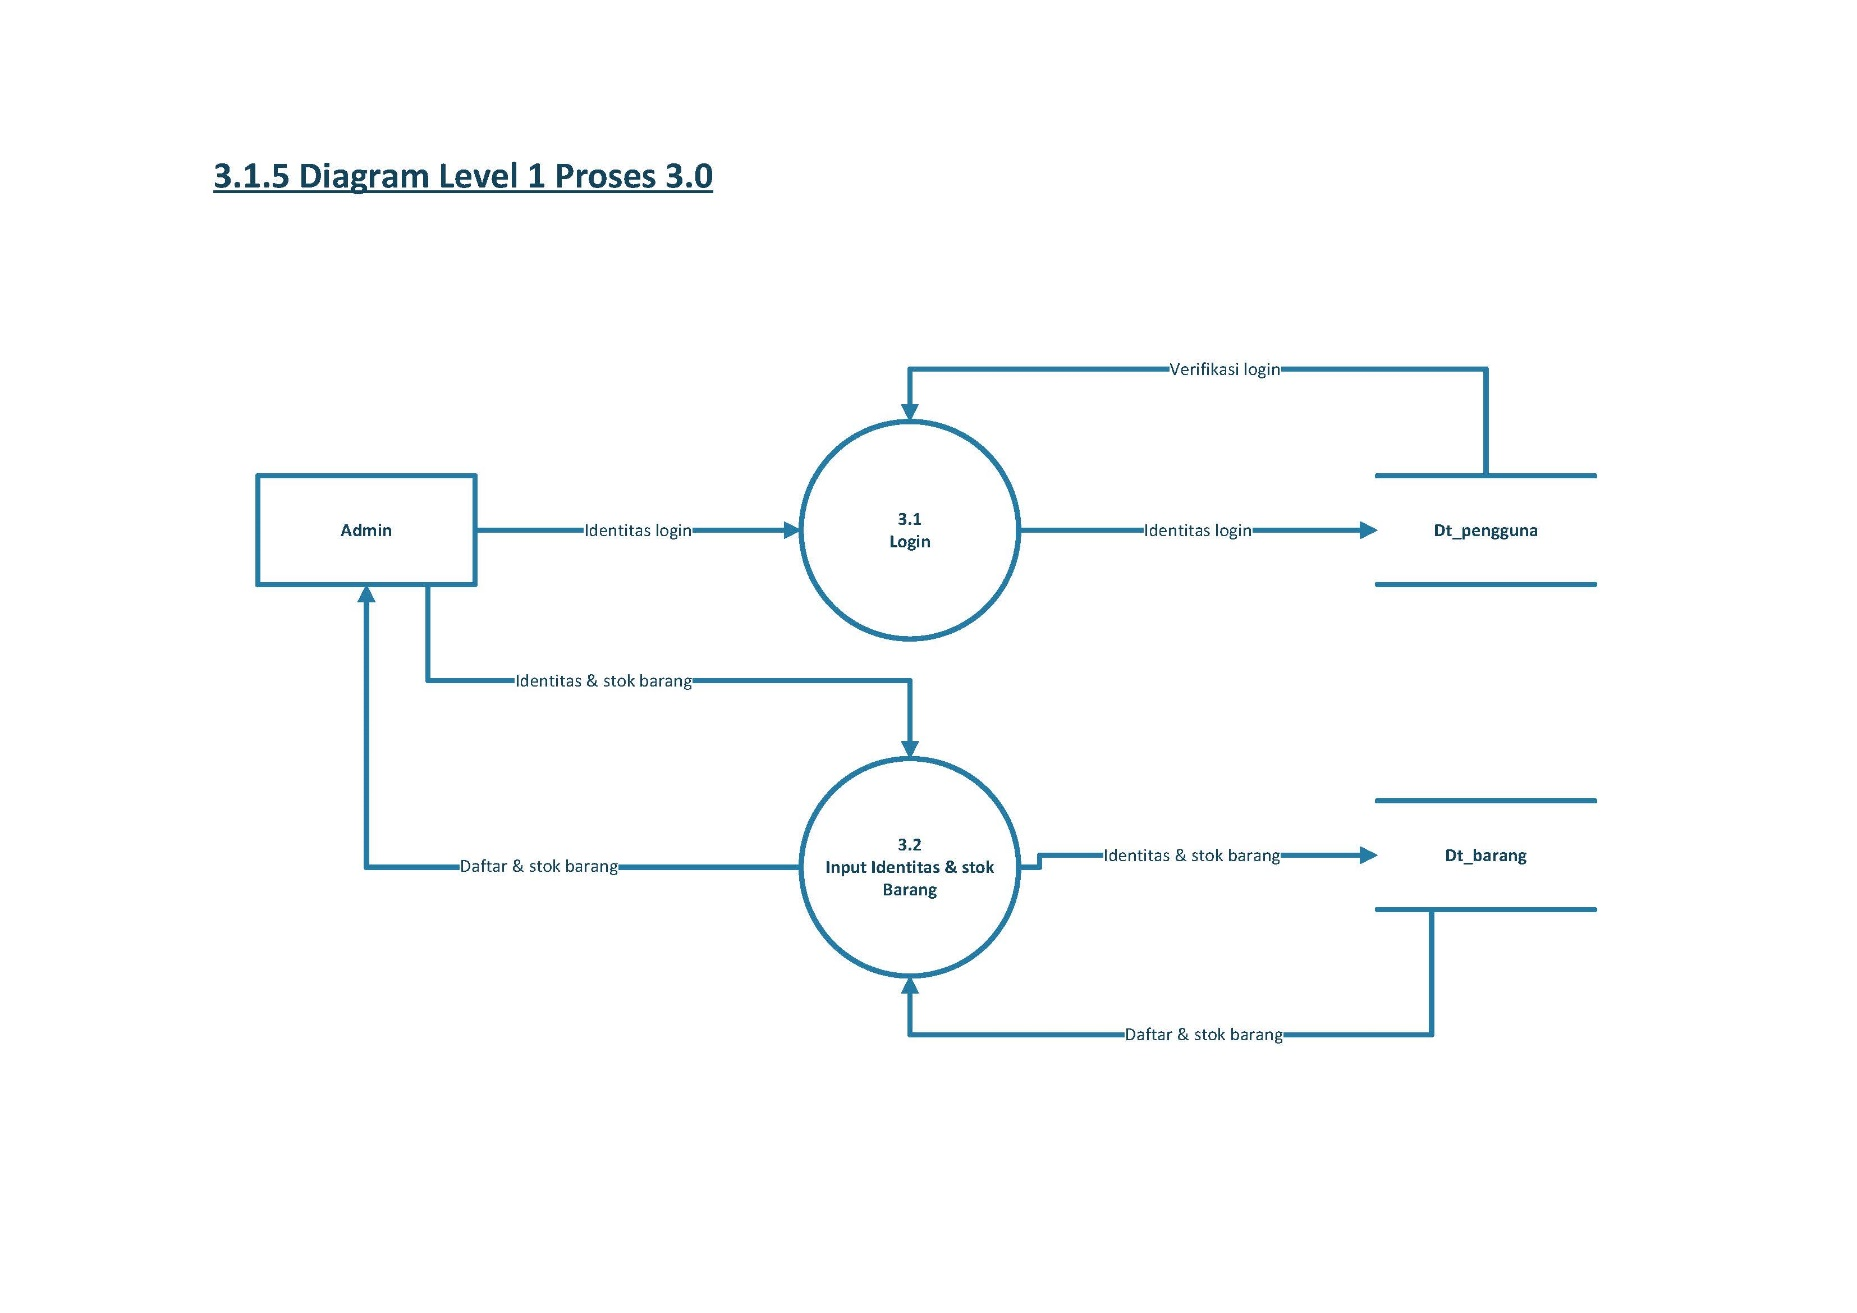 3.1.5 Diagram Level 1 Proses 3.0
Verifikasi login
Admin
Identitas login
3.1
Login
Identitas login
Dt_pengguna
Identitas & stok barang
Daftar & stok barang
3.2
Input Identitas & stok
Barang
Identitas & stok barang
Dt_barang
Daftar & stok barang